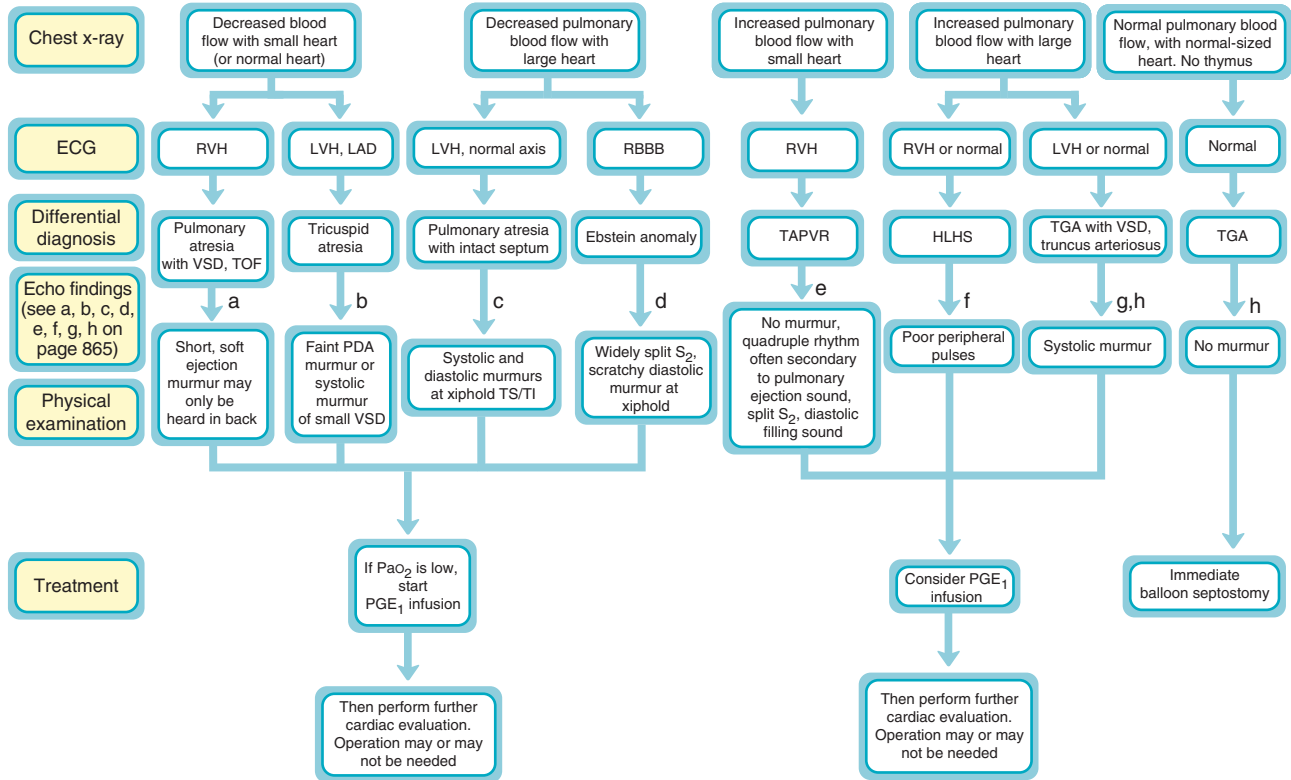 Chest x-ray
Decreased blood
flow with small heart
(or normal heart)
Decreased pulmonary
blood flow with
large heart
Increased pulmonary
blood flow with
small heart
Increased pulmonary
blood flow with large
heart
Normal pulmonary blood
flow, with normal-sized
heart. No thymus
ECG
RVH
LVH, LAD
LVH, normal axis
RBBB
RVH
RVH or normal
LVH or normal
Normal
Differential
diagnosis
Pulmonary
atresia
with VSD, TOF
Tricuspid
atresia
Pulmonary atresia
with intact septum
Ebstein anomaly
TAPVR
HLHS
TGA with VSD,
truncus arteriosus
TGA
Echo findings
(see a, b, c, d,
e, f, g, h on
page 865)
a
b
c
d
e
f
g,h
h
Physical
examination
Short, soft
ejection
murmur may
only be
heard in back
Faint PDA
murmur or
systolic
murmur
of small VSD
Systolic and
diastolic murmurs
at xiphold TS/TI
Widely split S2,
scratchy diastolic
murmur at
xiphold
No murmur,
quadruple rhythm
often secondary
to pulmonary
ejection sound,
split S2, diastolic
filling sound
Poor peripheral
pulses
Systolic murmur
No murmur
Treatment
If PaO2 is low,
start
PGE1 infusion
Consider PGE1
infusion
Immediate
balloon septostomy
Then perform further
cardiac evaluation.
Operation may or may
not be needed
Then perform further
cardiac evaluation.
Operation may or may
not be needed